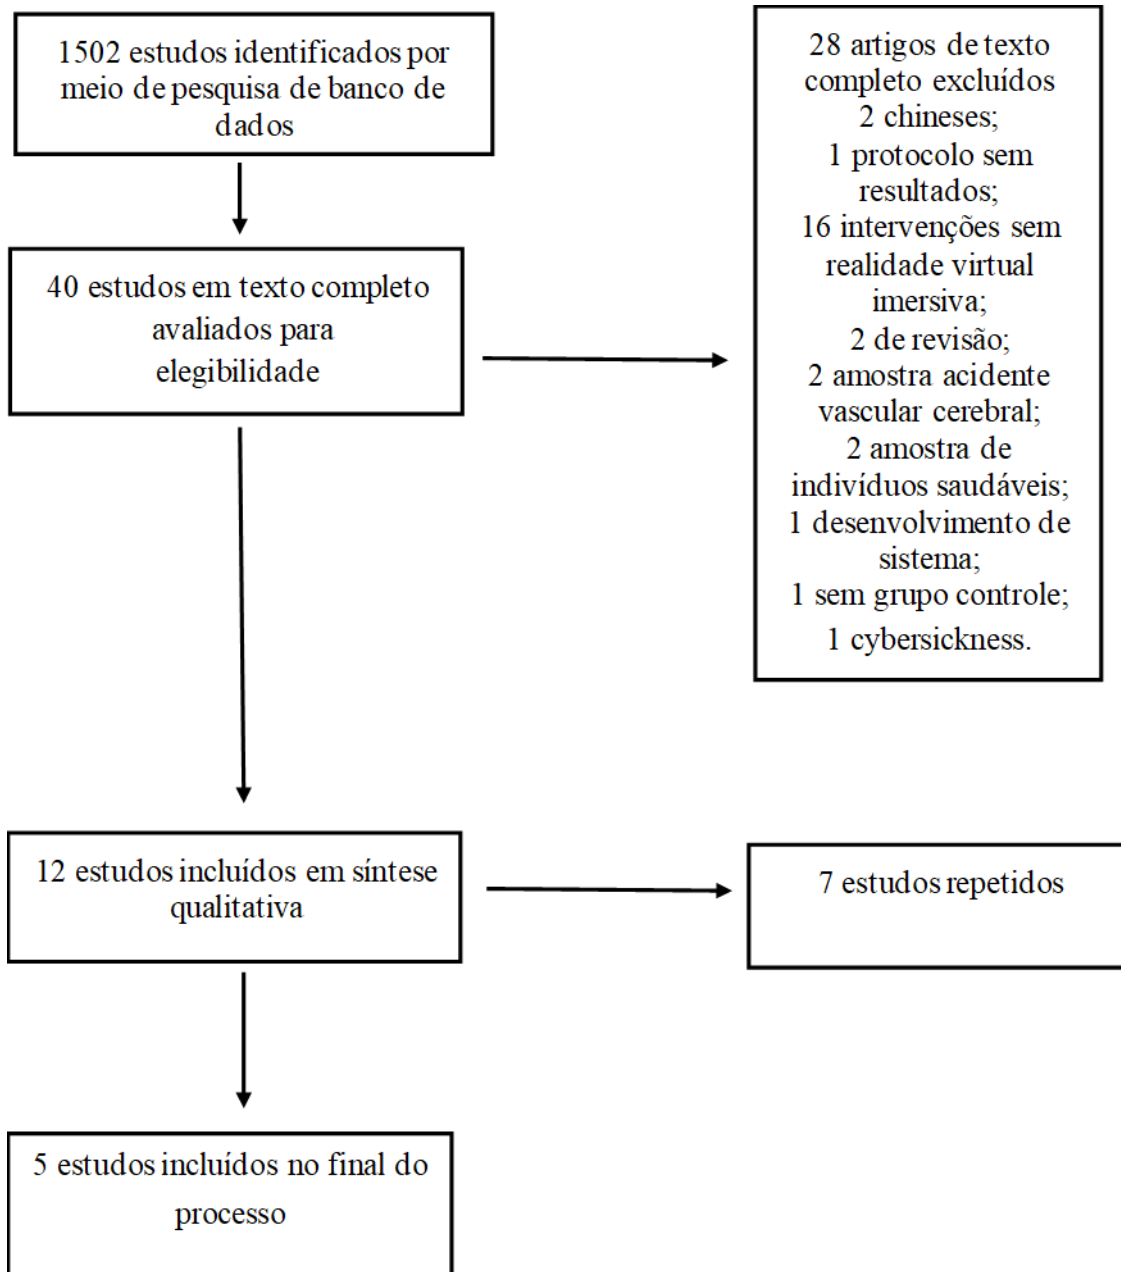 1502 estudos identificados por
meio de pesquisa de banco de
dados
40 estudos em texto completo
avaliados para
elegibilidade
28 artigos de texto
completo excluídos
2 chineses;
1 protocolo sem
resultados;
16 intervenções sem
realidade virtual
imersiva;
2 de revisão;
2 amostra acidente
vascular cerebral;
2 amostra de
indivíduos saudáveis;
1 desenvolvimento de
sistema;
1 sem grupo controle;
1 cybersickness.
12 estudos incluídos em síntese
qualitativa
7 estudos repetidos
5 estudos incluídos no final do
processo